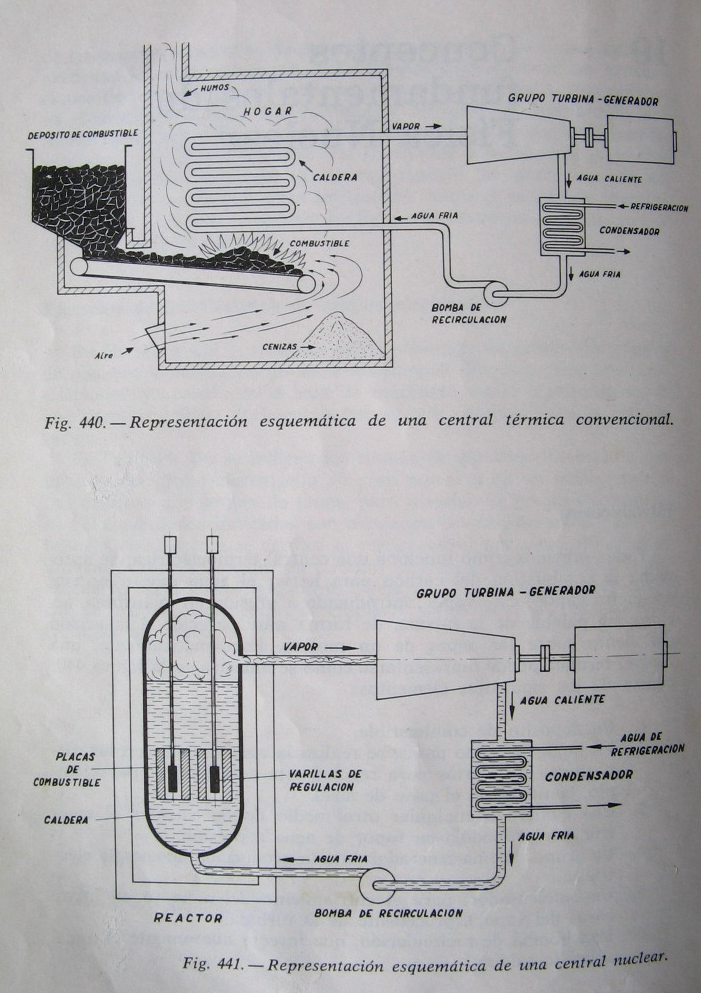 HUMOS
HOGAR
GRUPO TURBINA-GENERADOR
VAPOR
DEPOSITO DE COMBUSTIBLE
CALDERA
AGUA CALIENTE
REFRIGERACIÓN
AGUA FRIA
CONDENSADOR
COMBUSTIBLE
AGUA FRIA
BOMBA DE
RECIRCULACION
Aire
CENIZAS
Fig. 440.—Representación esquemática de una central térmica convencional.
GRUPO TURBINA-GENERADOR
VAPOR
AGUA CALIENTE
AGUA DE
REFRIGERACIÓN
PLACAS
DE
COMBUSTIBLE
VARILLAS DE
REGULACION
CONDENSADOR
CALDERA
AGUA FRIA
AGUA FRIA
BOMBA DE RECIRCULACION
REACTOR
Fig. 441.—Representación esquemática de una central nuclear.